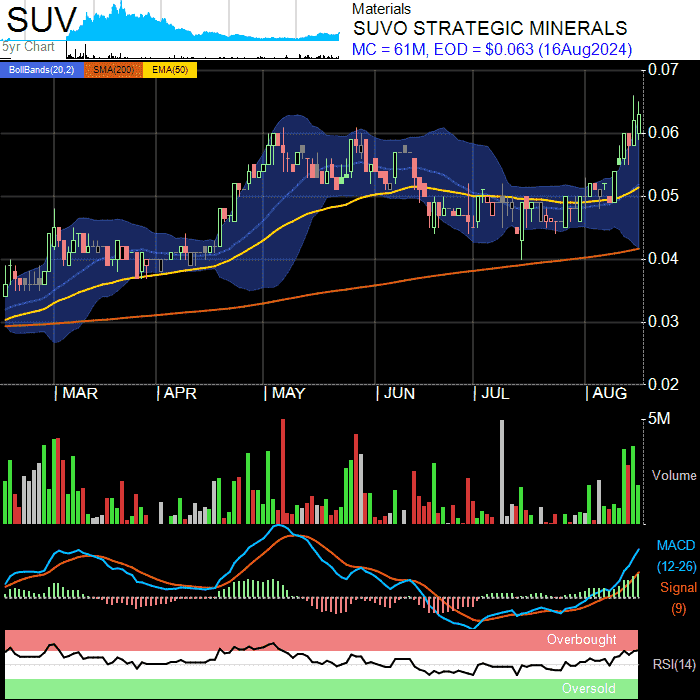 SUV
5yr Chart
Materials
SUVO STRATEGIC MINERALS
MC = 61M, EOD = $0.063 (16Aug2024)
BollBands(20,2) SMA(200) EMA(50)
0.07
0.06
0.05
0.04
0.03
0.02
MAR APR MAY JUN JUL AUG
5M
Volume
MACD
(12-26)
Signal
(9)
Overbought
RSI(14)
Oversold